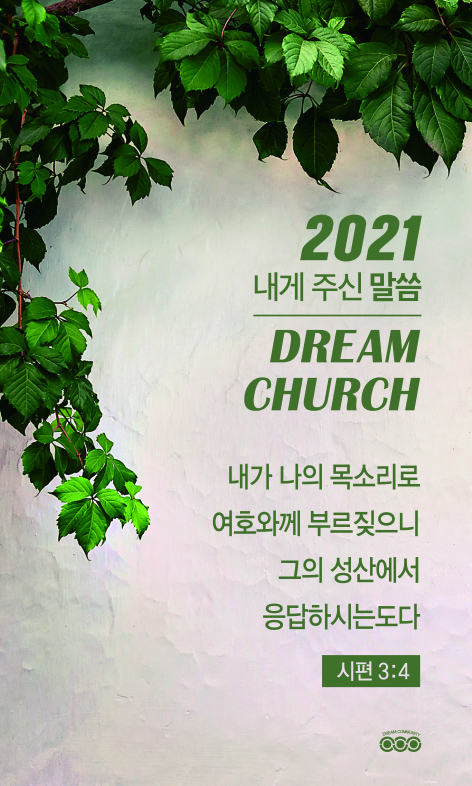 2021
내게 주신 말씀
DREAM
CHURCH
내가 나의 목소리로
여호와께 부르짖으니
그의 성산에서
응답하시는도다
시편 3:4
DREAM COMMUNITY